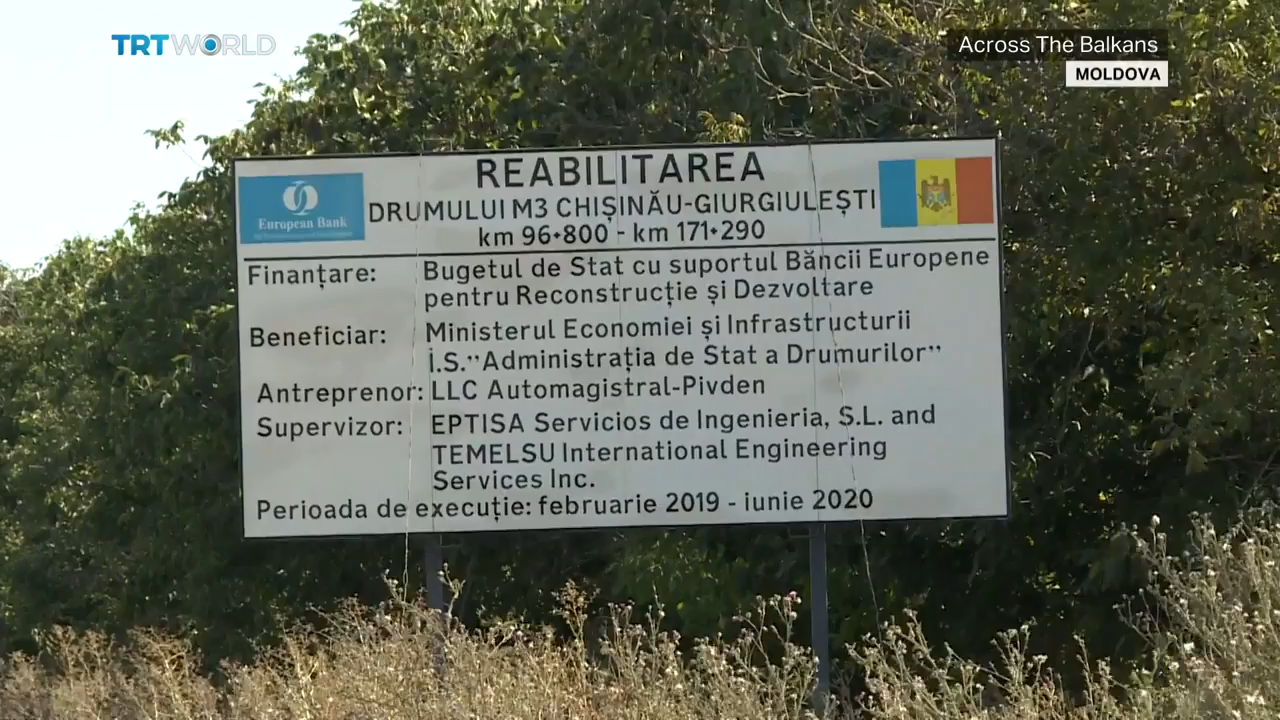 TRT WORLD
Across The Balkans
MOLDOVA
REABILITAREA
European Bank
DRUMULUI M3 CHIȘINĂU-GIURGIULEȘTI
km 96+800 - km 171+290
Finanțare: Bugetul de Stat cu suportul Băncii Europene
pentru Reconstrucție și Dezvoltare
Beneficiar: Ministerul Economiei și Infrastructurii
Î.S."Administrația de Stat a Drumurilor"
Antreprenor: LLC Automagistral-Pivden
Supervizor: EPTISA Servicios de Ingenieria, S.L. and
TEMELSU International Engineering
Services Inc.
Perioada de execuție: februarie 2019 - iunie 2020